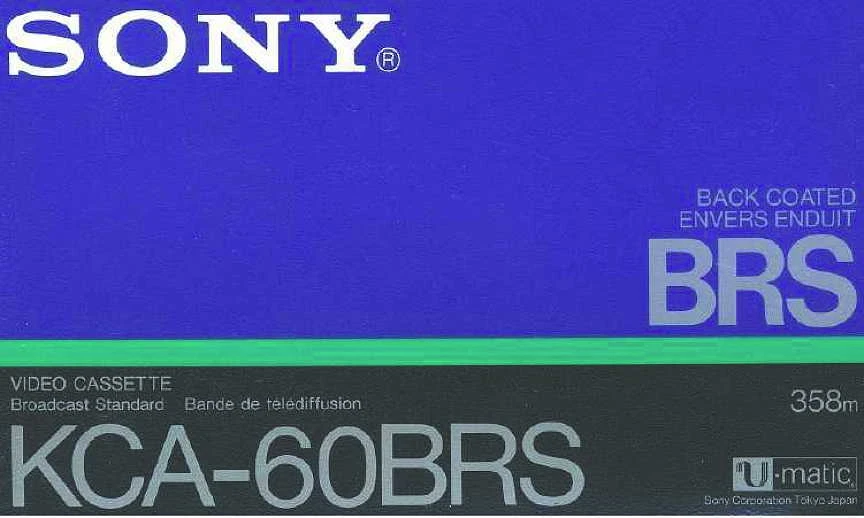 SONY®
BACK COATED
ENVERS ENDUIT
BRS
VIDEO CASSETTE
Broadcast Standard Bande de télédiffusion
358m
KCA-60BRS
U-matic
Sony Corporation Tokyo Japan